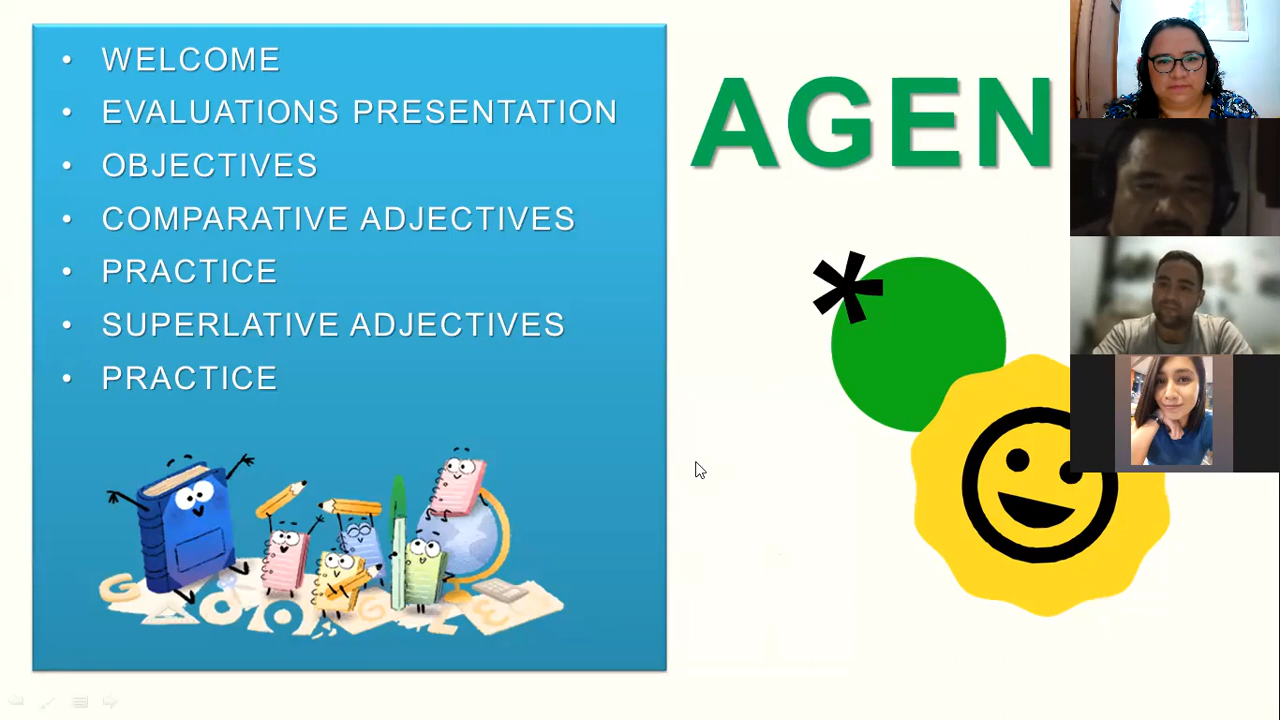 WELCOME
EVALUATIONS PRESENTATION
OBJECTIVES
COMPARATIVE ADJECTIVES
PRACTICE
SUPERLATIVE ADJECTIVES
PRACTICE
AGEN